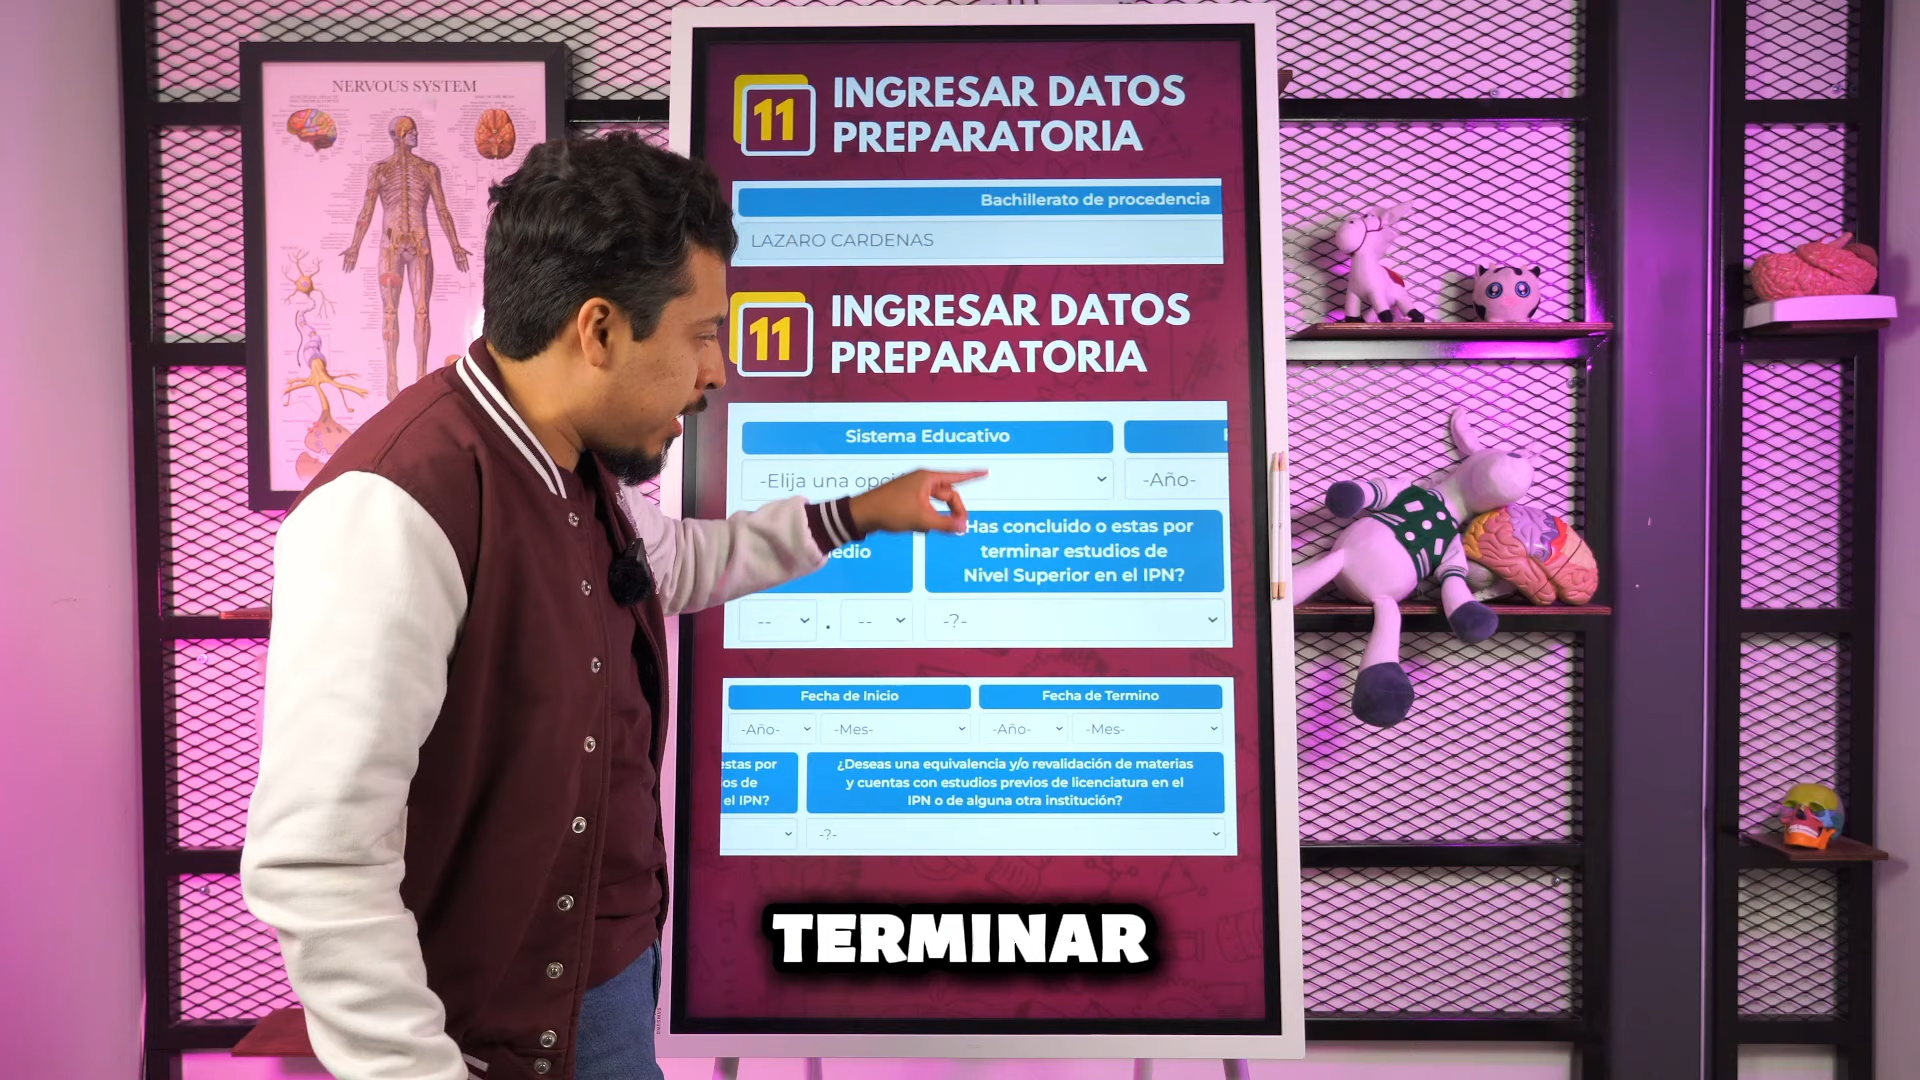 NERVOUS SYSTEM
11
INGRESAR DATOS
PREPARATORIA
Bachillerato de procedencia
LAZARO CARDENAS
11
INGRESAR DATOS
PREPARATORIA
Sistema Educativo
-Elija una
-Año-
Has concluido o estas por
terminar estudios de
Nivel Superior en el IPN?
-- . --
-?-
Fecha de Inicio
Fecha de Termino
-Año-
-Mes-
-Año-
-Mes-
estas por
os de
el IPN?
¿Deseas una equivalencia y/o revalidación de materias
y cuentas con estudios previos de licenciatura en el
IPN o de alguna otra institución?
-?-
TERMINAR
SAMSUNG